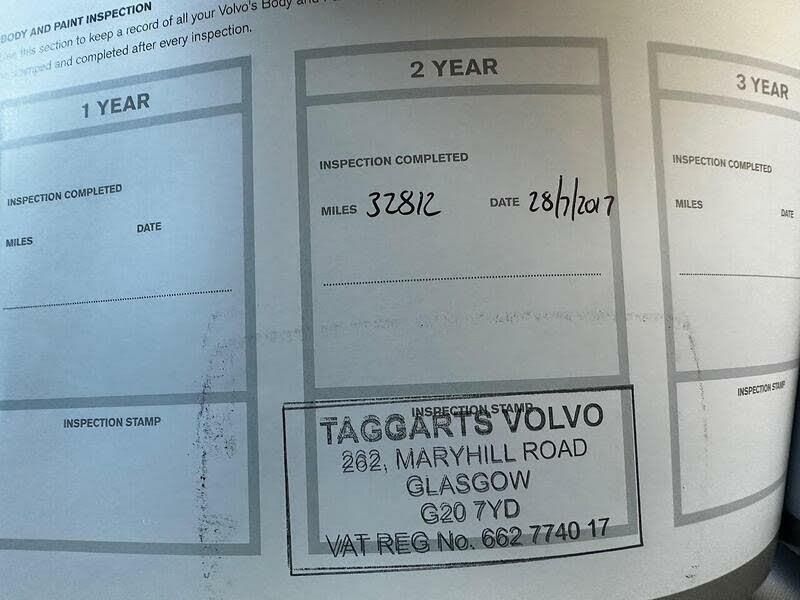 BODY AND PAINT INSPECTION
this section to keep a record of all your Volvo's Body and
and completed after every inspection.
1 YEAR
INSPECTION COMPLETED
MILES DATE
INSPECTION STAMP
2 YEAR
INSPECTION COMPLETED
MILES 32812 DATE 28/7/2017
INSPECTION STAMP
TAGGARTS VOLVO
262, MARYHILL ROAD
GLASGOW
G20 7YD
VAT REG No. 662 7740 17
3 YEAR
INSPECTION COMPLETED
MILES DATE
INSPECTION STAMP